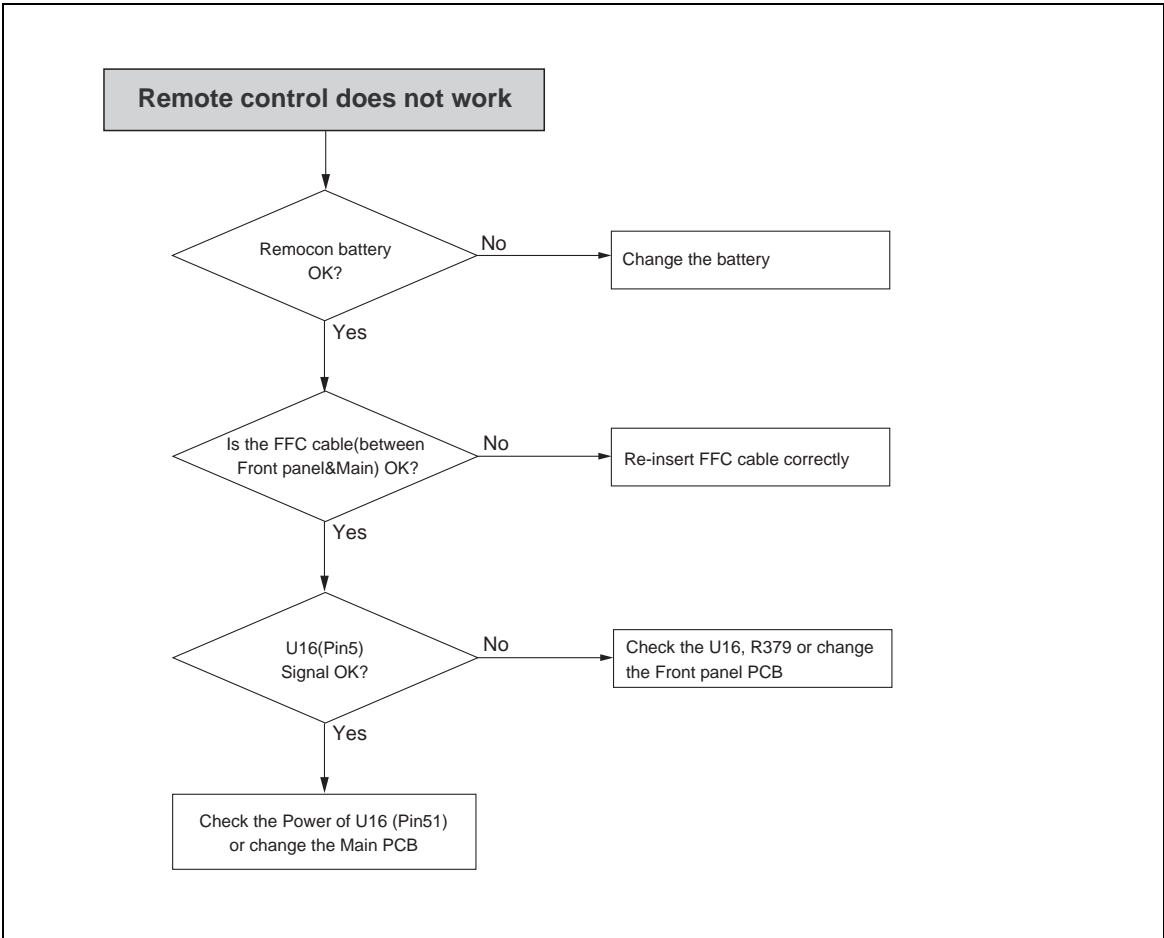 Remote control does not work
Remocon battery
OK?
No
Change the battery
Yes
Is the FFC cable(between
Front panel&Main) OK?
No
Re-insert FFC cable correctly
Yes
U16(Pin5)
Signal OK?
No
Check the U16, R379 or change
the Front panel PCB
Yes
Check the Power of U16 (Pin51)
or change the Main PCB